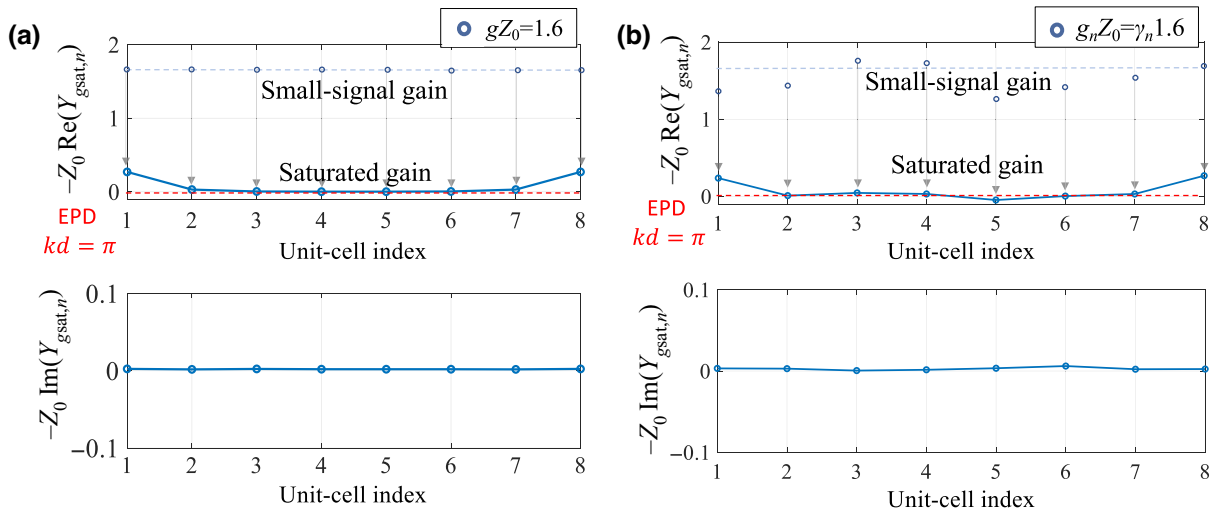 (a)
gZ₀=1.6
−Z₀ Re(Y_gsat,n)
2
1
0
Small-signal gain
Saturated gain
EPD
kd = π
1 2 3 4 5 6 7 8
Unit-cell index
−Z₀ Im(Y_gsat,n)
0.1
0
−0.1
1 2 3 4 5 6 7 8
Unit-cell index
(b)
gₙZ₀=γₙ1.6
−Z₀ Re(Y_gsat,n)
2
1
0
Small-signal gain
Saturated gain
EPD
kd = π
1 2 3 4 5 6 7 8
Unit-cell index
−Z₀ Im(Y_gsat,n)
0.1
0
−0.1
1 2 3 4 5 6 7 8
Unit-cell index